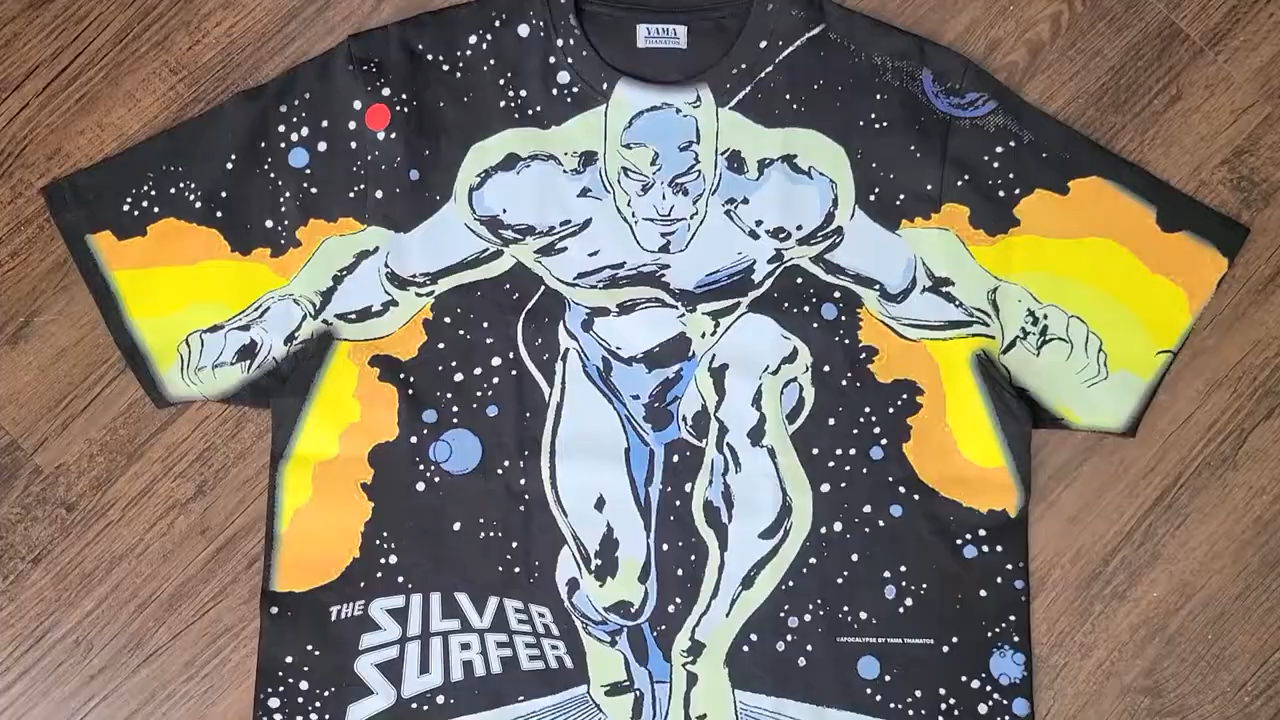 YAMA
THANATOS
THE SILVER
SURFER
©APOCALYPSE BY YAMA THANATOS